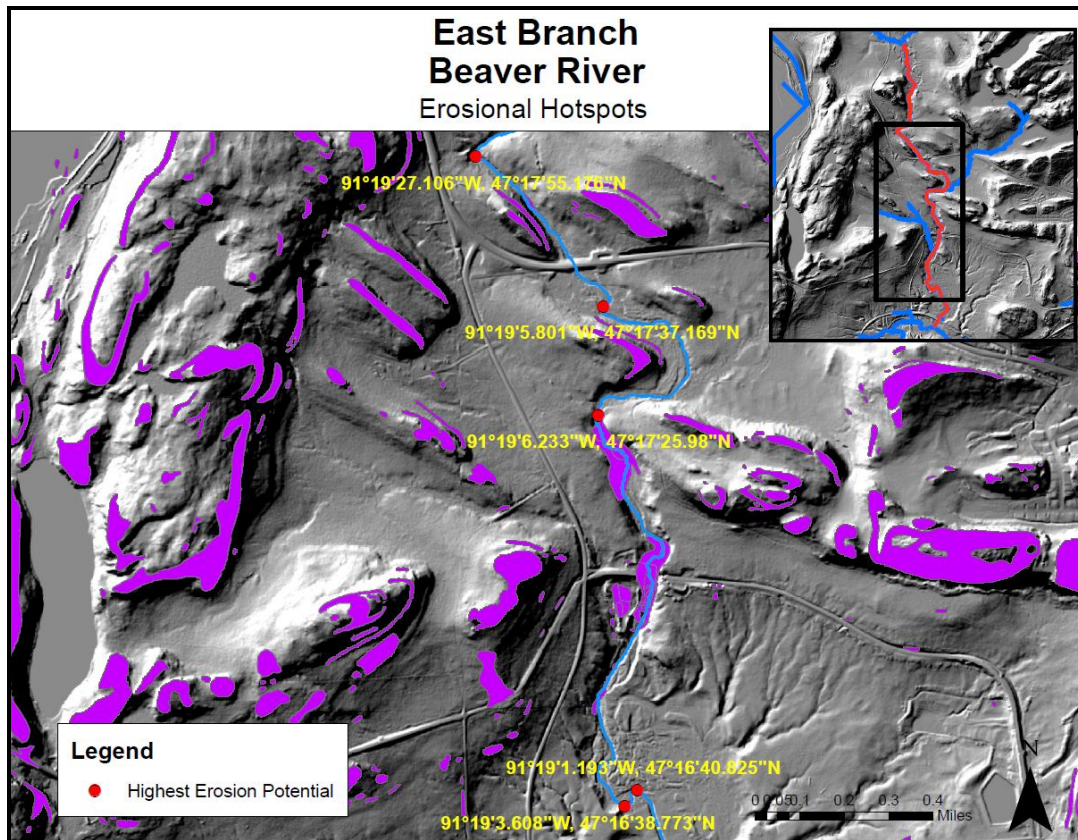 East Branch
Beaver River
Erosional Hotspots
91°19'27.106"W, 47°17'55.176"N
91°19'5.801"W, 47°17'37.169"N
91°19'6.233"W, 47°17'25.98"N
91°19'1.193"W, 47°16'40.825"N
91°19'3.608"W, 47°16'38.773"N
Legend
Highest Erosion Potential
N
0 0.05 0.1 0.2 0.3 0.4
Miles